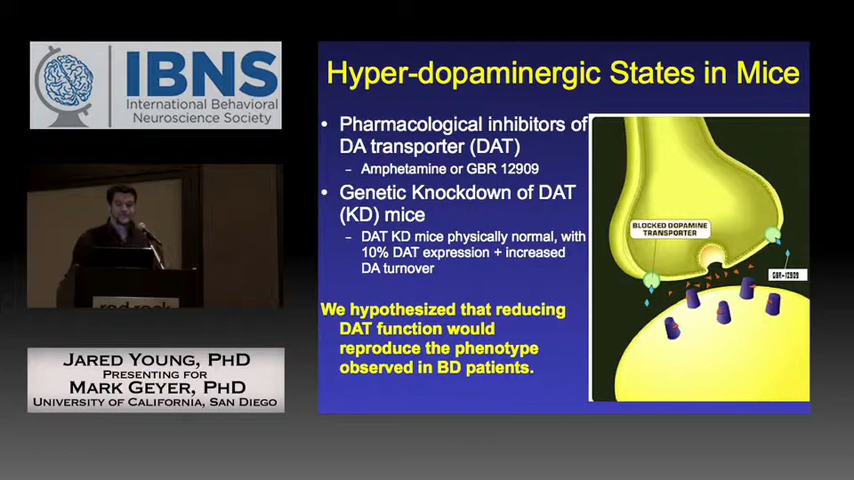 IBNS
International Behavioral
Neuroscience Society
JARED YOUNG, PHD
PRESENTING FOR
MARK GEYER, PHD
UNIVERSITY OF CALIFORNIA, SAN DIEGO
Hyper-dopaminergic States in Mice
• Pharmacological inhibitors of
DA transporter (DAT)
– Amphetamine or GBR 12909
• Genetic Knockdown of DAT
(KD) mice
– DAT KD mice physically normal, with
10% DAT expression + increased
DA turnover
We hypothesized that reducing
DAT function would
reproduce the phenotype
observed in BD patients.
BLOCKED DOPAMINE
TRANSPORTER
GBR-12909